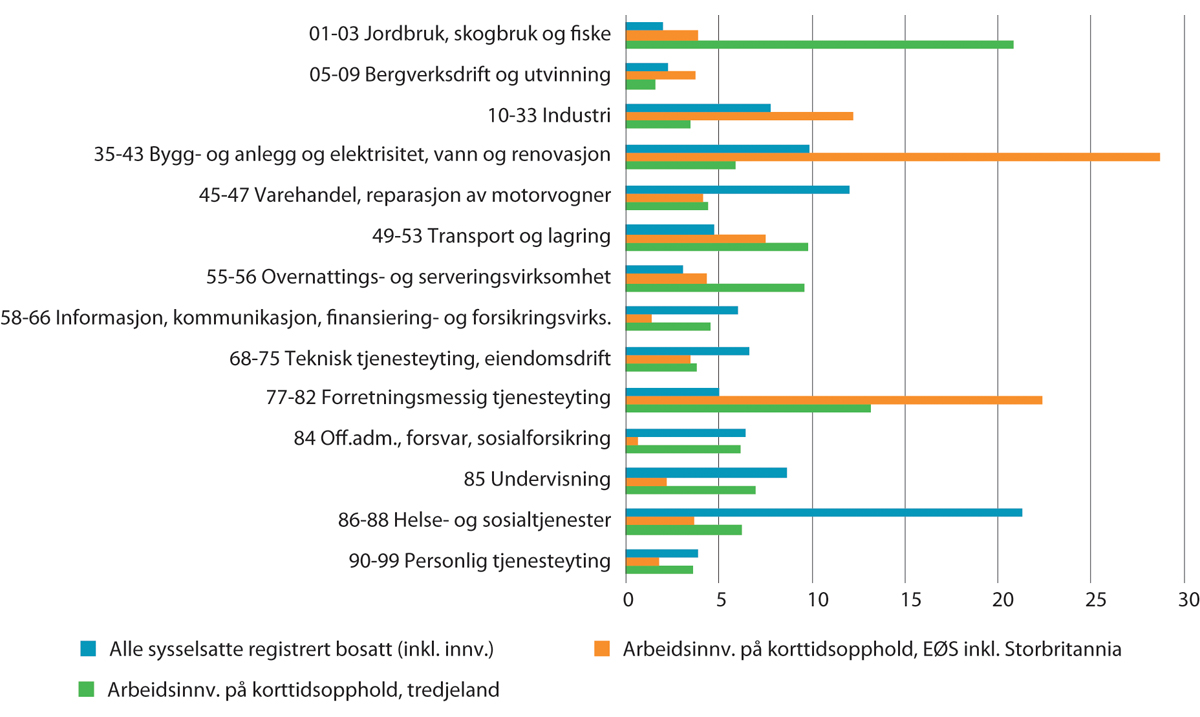 01-03 Jordbruk, skogbruk og fiske
05-09 Bergverksdrift og utvinning
10-33 Industri
35-43 Bygg- og anlegg og elektrisitet, vann og renovasjon
45-47 Varehandel, reparasjon av motorvogner
49-53 Transport og lagring
55-56 Overnattings- og serveringsvirksomhet
58-66 Informasjon, kommunikasjon, finansiering- og forsikringsvirks.
68-75 Teknisk tjenesteyting, eiendomsdrift
77-82 Forretningsmessig tjenesteyting
84 Off.adm., forsvar, sosialforsikring
85 Undervisning
86-88 Helse- og sosialtjenester
90-99 Personlig tjenesteyting
0 5 10 15 20 25 30
Alle sysselsatte registrert bosatt (inkl. innv.)
Arbeidsinnv. på korttidsopphold, EØS inkl. Storbritannia
Arbeidsinnv. på korttidsopphold, tredjeland